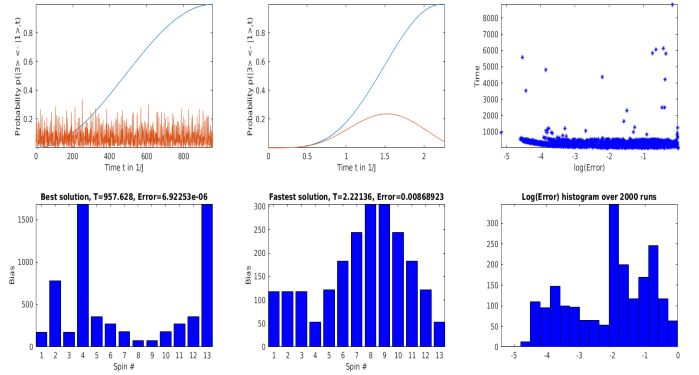 Probability p(|3> <- |1>,t)
1.0
0.8
0.6
0.4
0.2
0 200 400 600 800
Time t in 1/J
Probability p(|3> <- |1>,t)
1.0
0.8
0.6
0.4
0.2
0 0.5 1 1.5 2
Time t in 1/J
Time
8000
7000
6000
5000
4000
3000
2000
1000
-5 -4 -3 -2 -1 -0
log(Error)
Best solution, T=957.628, Error=6.92253e-06
Bias
1500
1000
500
0
1 2 3 4 5 6 7 8 9 10 11 12 13
Spin #
Fastest solution, T=2.22136, Error=0.00868923
Bias
300
250
200
150
100
50
0
1 2 3 4 5 6 7 8 9 10 11 12 13
Spin #
Log(Error) histogram over 2000 runs
300
250
200
150
100
50
0
-5 -4 -3 -2 -1 0